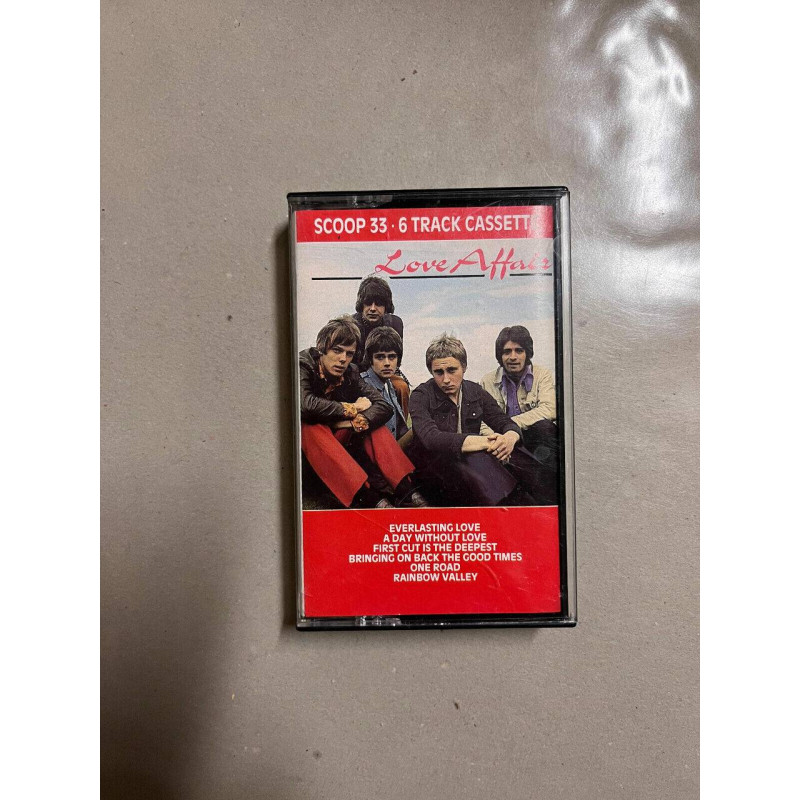 SCOOP 33 · 6 TRACK CASSETT
Love Affair
EVERLASTING LOVE
A DAY WITHOUT LOVE
FIRST CUT IS THE DEEPEST
BRINGING ON BACK THE GOOD TIMES
ONE ROAD
RAINBOW VALLEY